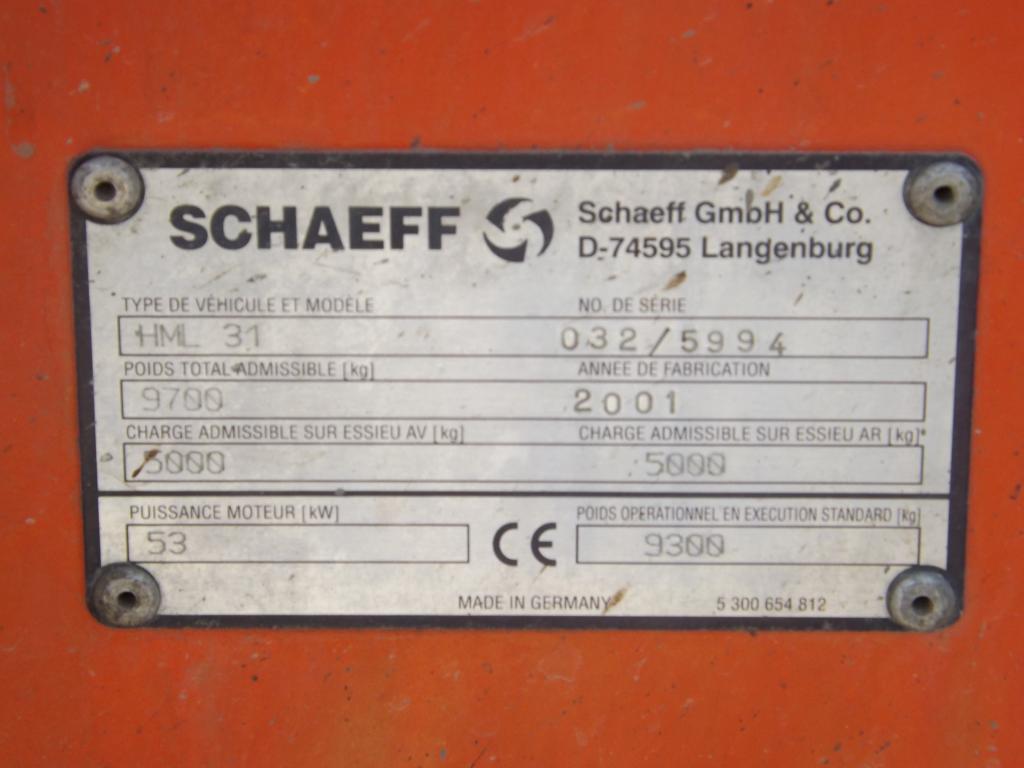 SCHAEFF Schaeff GmbH & Co.
D-74595 Langenburg
TYPE DE VÉHICULE ET MODÈLE NO. DE SÉRIE
HML 31 032/5994
POIDS TOTAL ADMISSIBLE [kg] ANNEE DE FABRICATION
9700 2001
CHARGE ADMISSIBLE SUR ESSIEU AV [kg] CHARGE ADMISSIBLE SUR ESSIEU AR [kg]
5000 5000
PUISSANCE MOTEUR [kW] POIDS OPERATIONNEL EN EXECUTION STANDARD [kg]
53 CE 9300
MADE IN GERMANY 5 300 654 812